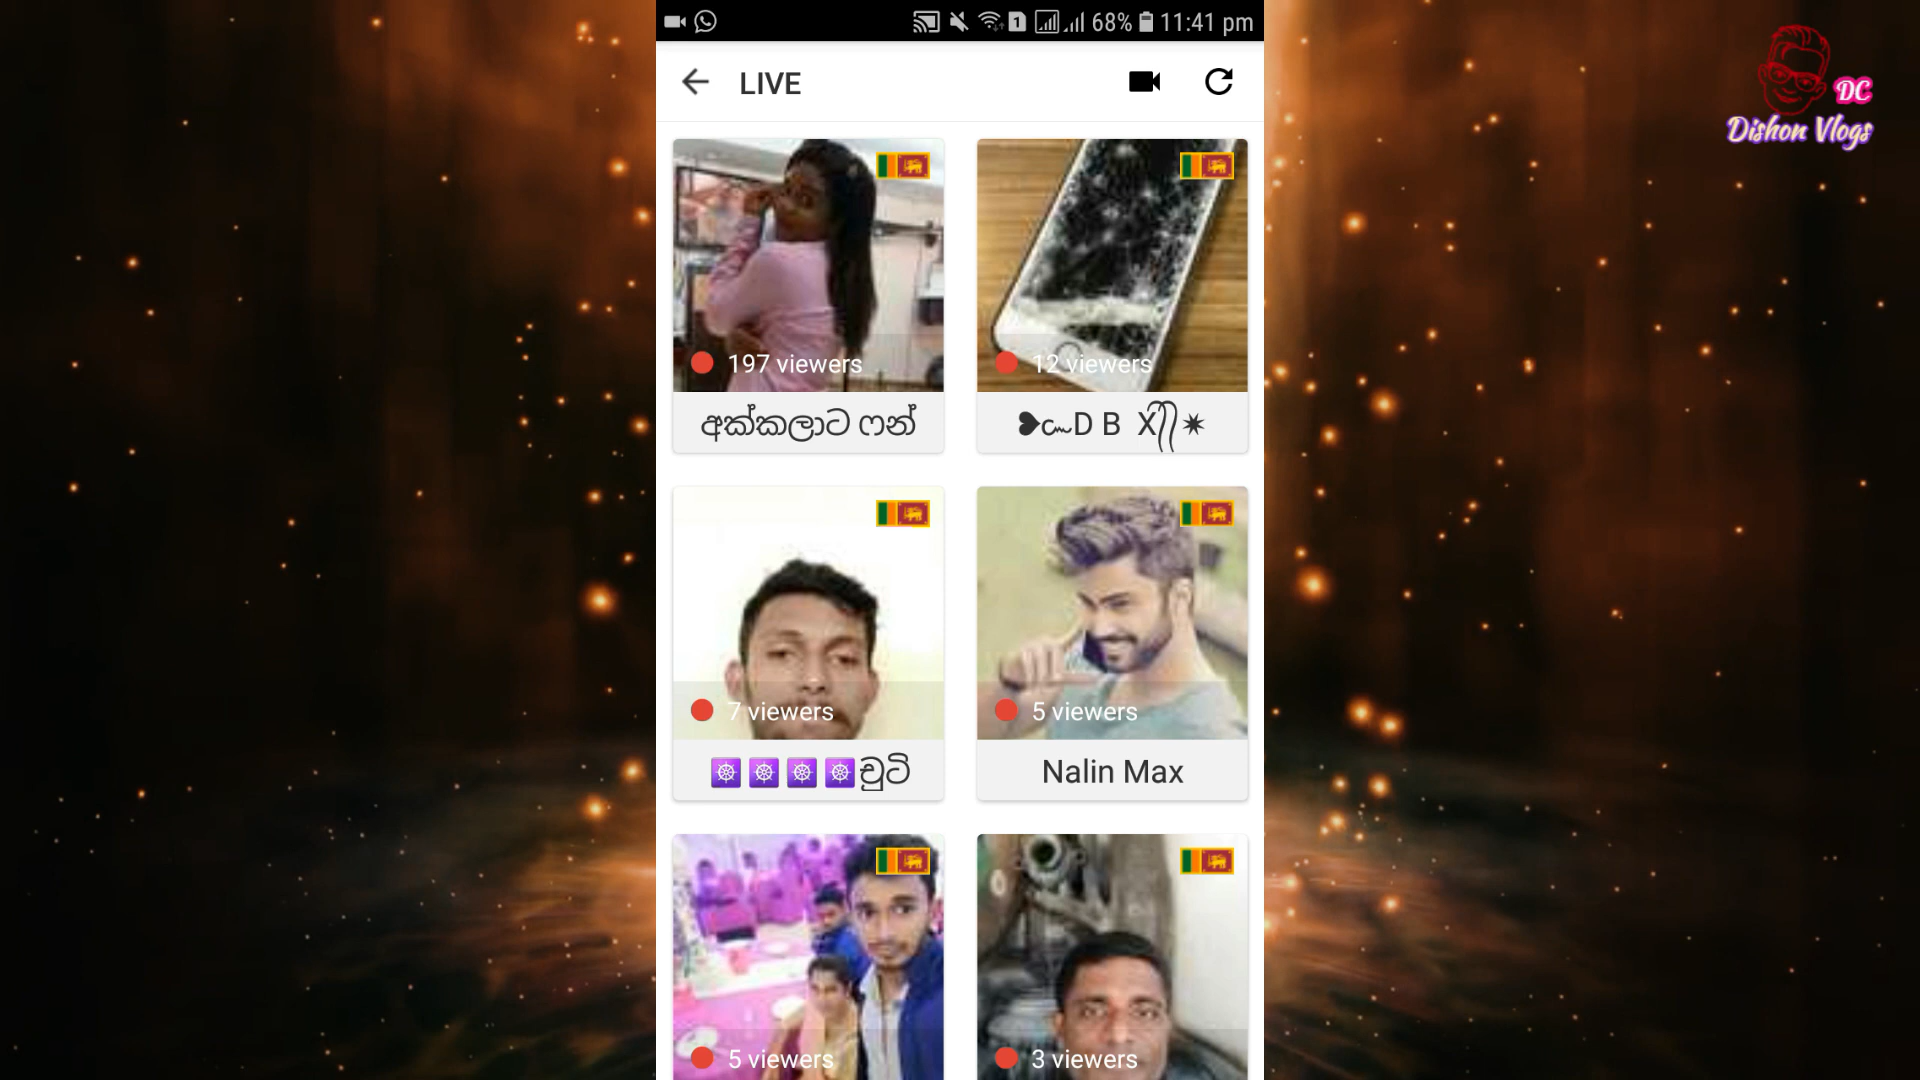 68% 11:41 pm
LIVE
DC
Dishon Vlogs
197 viewers
12 viewers
අක්කලාට ෆන්
D B X
7 viewers
5 viewers
☸☸☸☸චුටි
Nalin Max
5 viewers
3 viewers